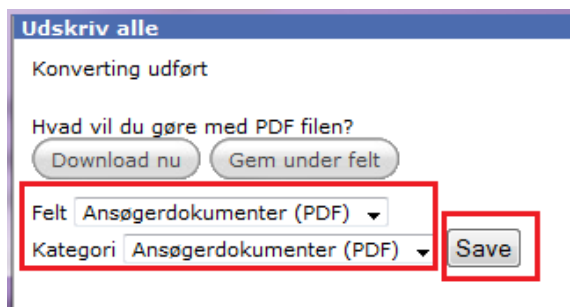 Udskriv alle
Konverting udført
Hvad vil du gøre med PDF filen?
Download nu Gem under felt
Felt Ansøgerdokumenter (PDF)
Kategori Ansøgerdokumenter (PDF) Save